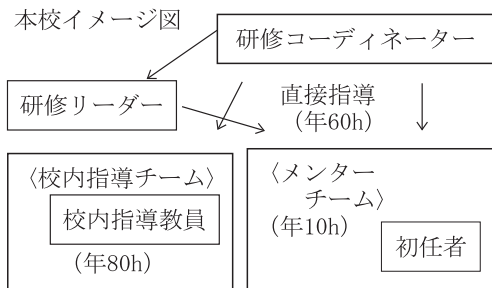 本校イメージ図
研修コーディネーター
研修リーダー
直接指導
（年60h）
〈校内指導チーム〉
校内指導教員
（年80h）
〈メンター
チーム〉
（年10h）
初任者